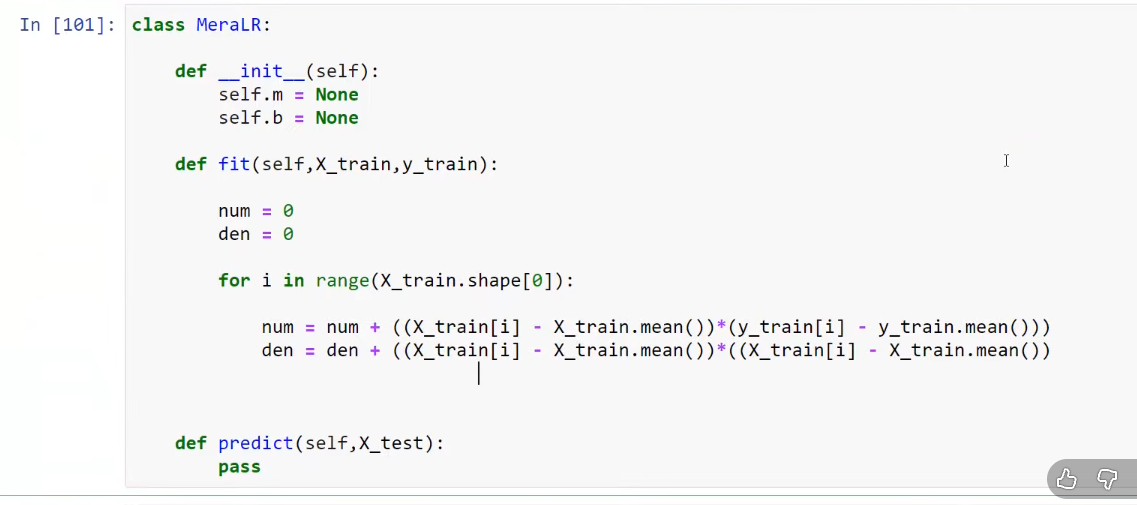 In [101]: class MeraLR:
def __init__(self):
self.m = None
self.b = None
def fit(self,X_train,y_train):
num = 0
den = 0
for i in range(X_train.shape[0]):
num = num + ((X_train[i] - X_train.mean())*(y_train[i] - y_train.mean()))
den = den + ((X_train[i] - X_train.mean())*((X_train[i] - X_train.mean())
def predict(self,X_test):
pass